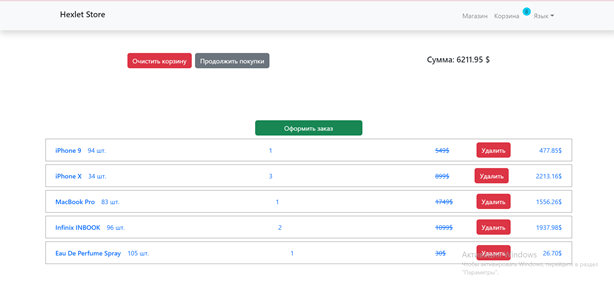 Hexlet Store
Магазин Корзина Язык
Очистить корзину Продолжить покупки Сумма: 6211.95 $
Оформить заказ
iPhone 9 94 шт. 1 549$ Удалить 477.85$
iPhone X 34 шт. 3 899$ Удалить 2213.16$
MacBook Pro 83 шт. 1 1749$ Удалить 1556.26$
Infinix INBOOK 96 шт. 2 1099$ Удалить 1937.98$
Eau De Perfume Spray 105 шт. 1 30$ Удалить 26.70$
Активация Windows
Чтобы активировать Windows, перейдите в раздел
"Параметры".